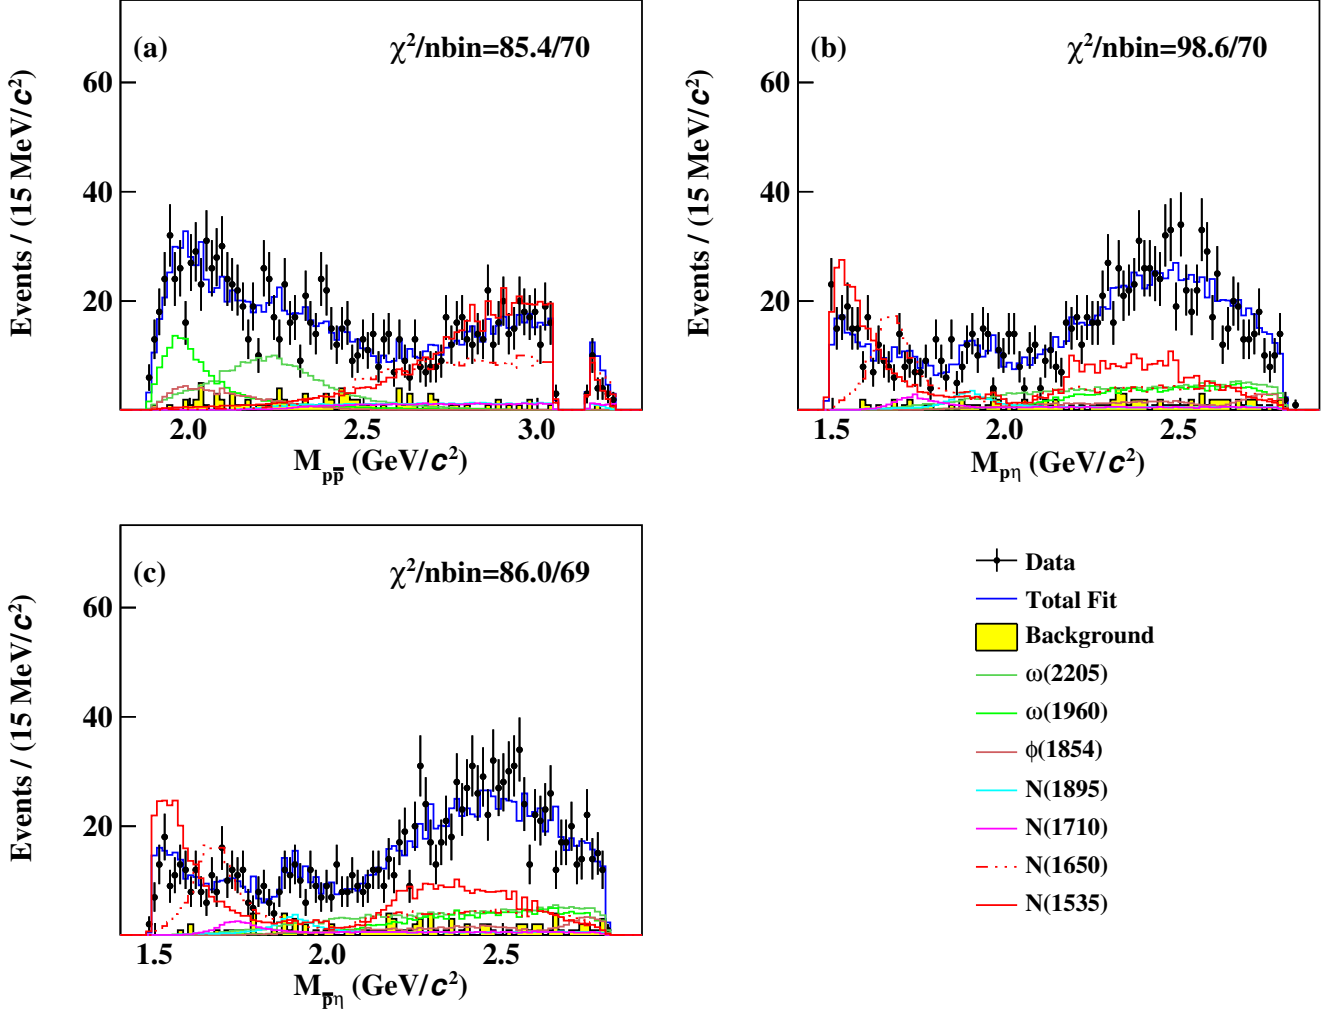 (a) χ²/nbin=85.4/70
Events / (15 MeV/c²)
60
40
20
2.0 2.5 3.0
M_pp̅ (GeV/c²)
(b) χ²/nbin=98.6/70
Events / (15 MeV/c²)
60
40
20
1.5 2.0 2.5
M_pη (GeV/c²)
(c) χ²/nbin=86.0/69
Events / (15 MeV/c²)
60
40
20
1.5 2.0 2.5
M_p̅η (GeV/c²)
Data
Total Fit
Background
ω(2205)
ω(1960)
ϕ(1854)
N(1895)
N(1710)
N(1650)
N(1535)